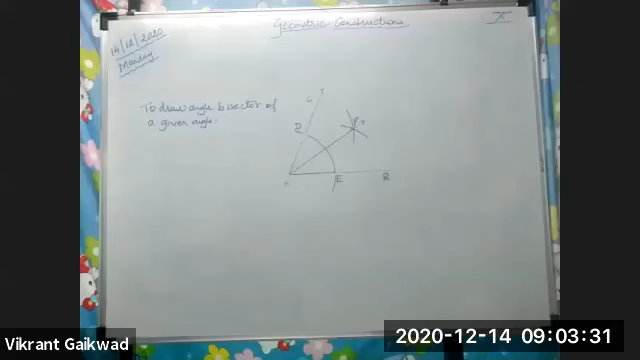 Geometric Constructions
X
14/12/2020
Monday
To draw angle bisector of
a given angle:
C
D
P
E
B
Vikrant Gaikwad
2020-12-14 09:03:31